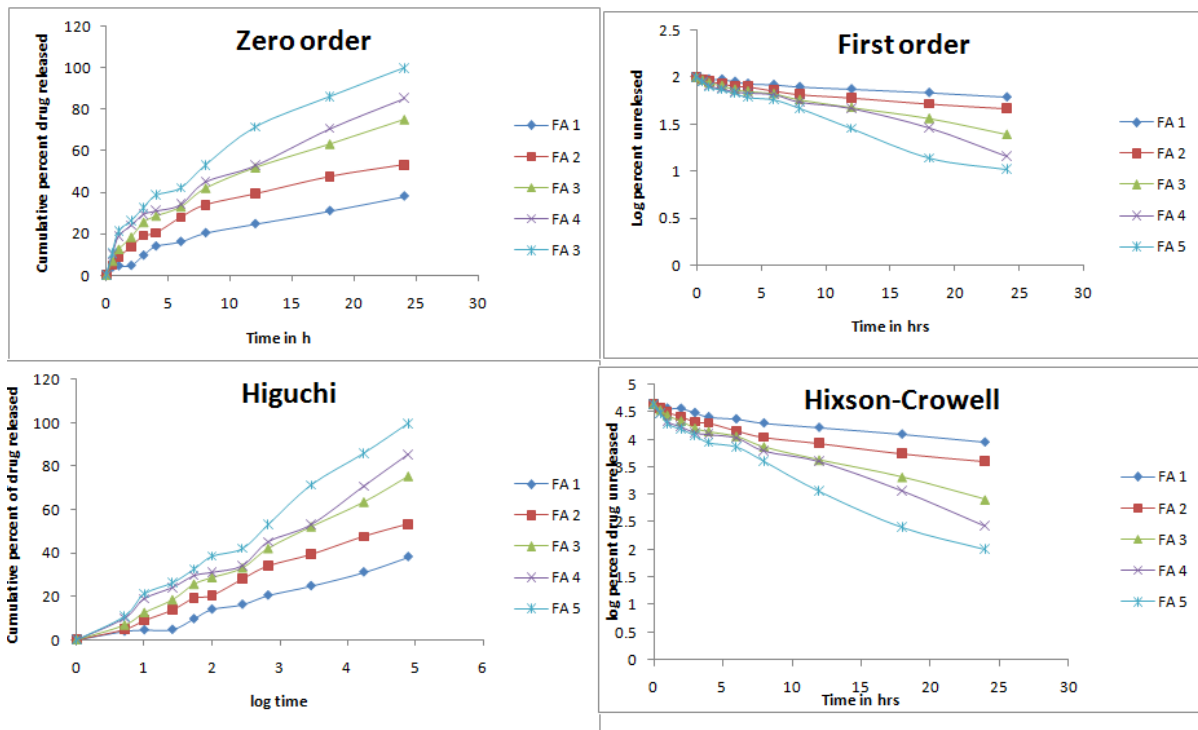 Zero order
Cumulative percent drug released
120
100
80
60
40
20
0
0 5 10 15 20 25 30
Time in h
FA 1
FA 2
FA 3
FA 4
FA 3
First order
Log percent unrelesed
2.5
2
1.5
1
0.5
0
0 5 10 15 20 25 30
Time in hrs
FA 1
FA 2
FA 3
FA 4
FA 5
Higuchi
Cumulative percent of drug released
120
100
80
60
40
20
0
0 1 2 3 4 5 6
log time
FA 1
FA 2
FA 3
FA 4
FA 5
Hixson-Crowell
log percent drug unreleased
5
4.5
4
3.5
3
2.5
2
1.5
1
0.5
0
0 5 10 15 20 25 30
Time in hrs
FA 1
FA 2
FA 3
FA 4
FA 5